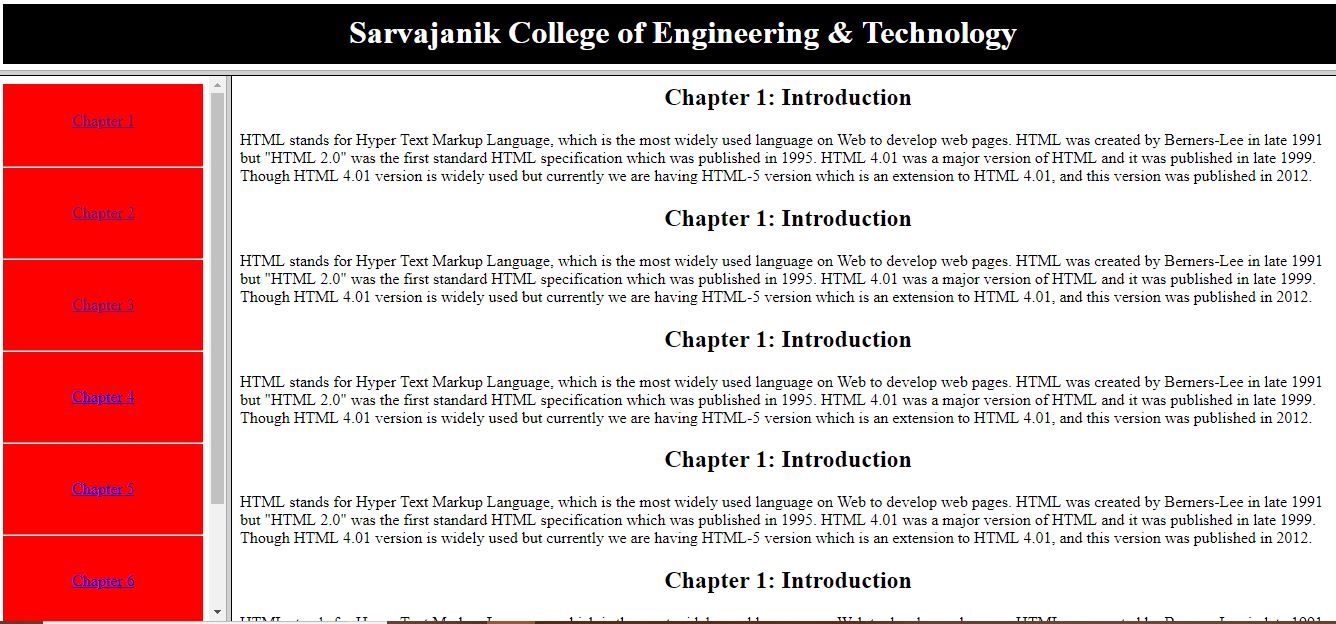 Sarvajanik College of Engineering & Technology
Chapter 1
Chapter 2
Chapter 3
Chapter 4
Chapter 5
Chapter 6
Chapter 1: Introduction
HTML stands for Hyper Text Markup Language, which is the most widely used language on Web to develop web pages. HTML was created by Berners-Lee in late 1991
but "HTML 2.0" was the first standard HTML specification which was published in 1995. HTML 4.01 was a major version of HTML and it was published in late 1999.
Though HTML 4.01 version is widely used but currently we are having HTML-5 version which is an extension to HTML 4.01, and this version was published in 2012.
Chapter 1: Introduction
HTML stands for Hyper Text Markup Language, which is the most widely used language on Web to develop web pages. HTML was created by Berners-Lee in late 1991
but "HTML 2.0" was the first standard HTML specification which was published in 1995. HTML 4.01 was a major version of HTML and it was published in late 1999.
Though HTML 4.01 version is widely used but currently we are having HTML-5 version which is an extension to HTML 4.01, and this version was published in 2012.
Chapter 1: Introduction
HTML stands for Hyper Text Markup Language, which is the most widely used language on Web to develop web pages. HTML was created by Berners-Lee in late 1991
but "HTML 2.0" was the first standard HTML specification which was published in 1995. HTML 4.01 was a major version of HTML and it was published in late 1999.
Though HTML 4.01 version is widely used but currently we are having HTML-5 version which is an extension to HTML 4.01, and this version was published in 2012.
Chapter 1: Introduction
HTML stands for Hyper Text Markup Language, which is the most widely used language on Web to develop web pages. HTML was created by Berners-Lee in late 1991
but "HTML 2.0" was the first standard HTML specification which was published in 1995. HTML 4.01 was a major version of HTML and it was published in late 1999.
Though HTML 4.01 version is widely used but currently we are having HTML-5 version which is an extension to HTML 4.01, and this version was published in 2012.
Chapter 1: Introduction